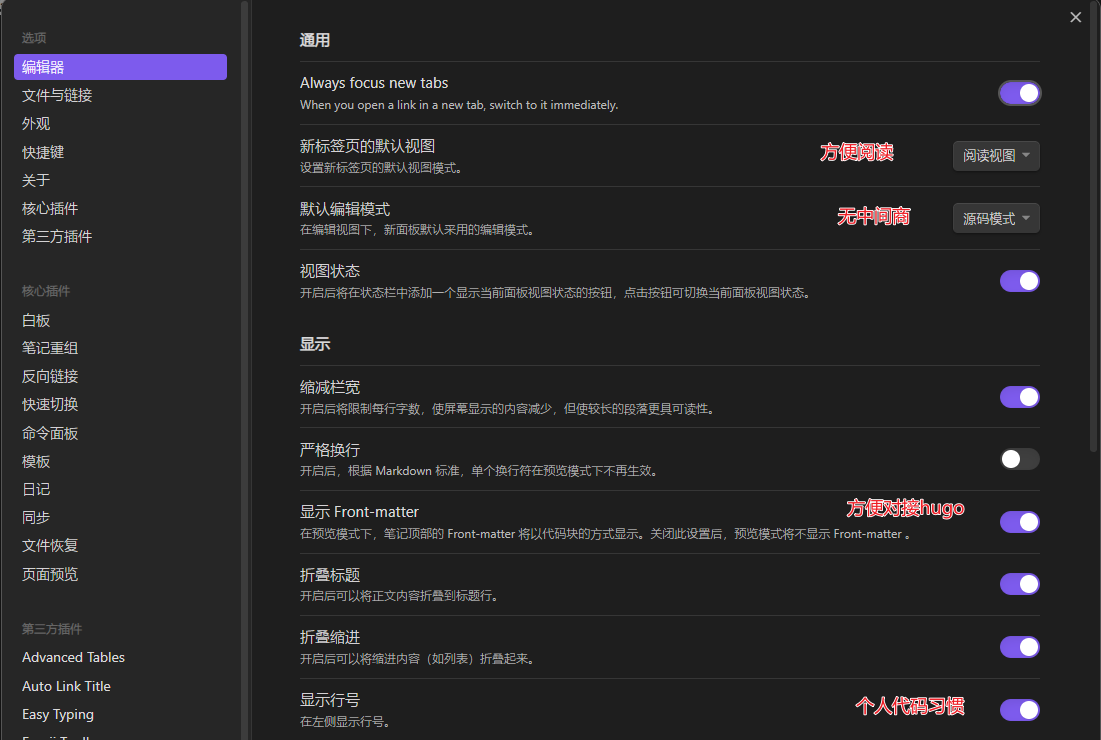 选项
编辑器
文件与链接
外观
快捷键
关于
核心插件
第三方插件
核心插件
白板
笔记重组
反向链接
快速切换
命令面板
模板
日记
同步
文件恢复
页面预览
第三方插件
Advanced Tables
Auto Link Title
Easy Typing
通用
Always focus new tabs
When you open a link in a new tab, switch to it immediately.
新标签页的默认视图
设置新标签页的默认视图模式。
方便阅读
阅读视图
默认编辑模式
在编辑视图下，新面板默认采用的编辑模式。
无中间商
源码模式
视图状态
开启后将在状态栏中添加一个显示当前面板视图状态的按钮，点击按钮可切换当前面板视图状态。
显示
缩减栏宽
开启后将限制每行字数，使屏幕显示的内容减少，但使较长的段落更具可读性。
严格换行
开启后，根据 Markdown 标准，单个换行符在预览模式下不再生效。
显示 Front-matter
在预览模式下，笔记顶部的 Front-matter 将以代码块的方式显示。关闭此设置后，预览模式将不显示 Front-matter 。
方便对接hugo
折叠标题
开启后可以将正文内容折叠到标题行。
折叠缩进
开启后可以将缩进内容（如列表）折叠起来。
显示行号
在左侧显示行号。
个人代码习惯